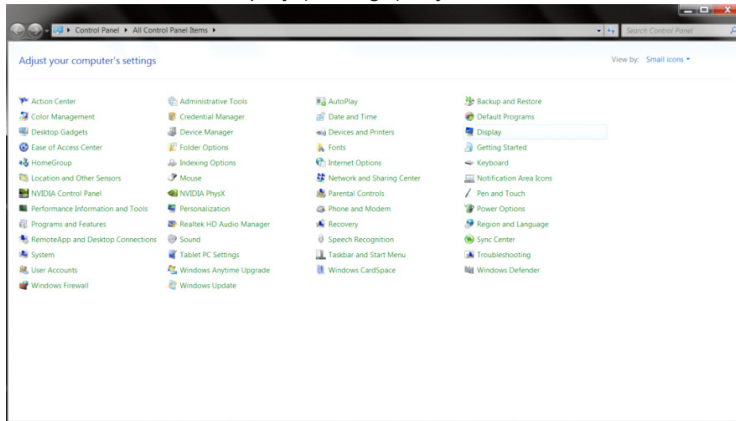 Control Panel ▸ All Control Panel Items ▸
Search Control Panel
Adjust your computer's settings
View by: Small icons
Action Center
Administrative Tools
AutoPlay
Backup and Restore
Color Management
Credential Manager
Date and Time
Default Programs
Desktop Gadgets
Device Manager
Devices and Printers
Display
Ease of Access Center
Folder Options
Fonts
Getting Started
HomeGroup
Indexing Options
Internet Options
Keyboard
Location and Other Sensors
Mouse
Network and Sharing Center
Notification Area Icons
NVIDIA Control Panel
NVIDIA PhysX
Parental Controls
Pen and Touch
Performance Information and Tools
Personalization
Phone and Modem
Power Options
Programs and Features
Realtek HD Audio Manager
Recovery
Region and Language
RemoteApp and Desktop Connections
Sound
Speech Recognition
Sync Center
System
Tablet PC Settings
Taskbar and Start Menu
Troubleshooting
User Accounts
Windows Anytime Upgrade
Windows CardSpace
Windows Defender
Windows Firewall
Windows Update